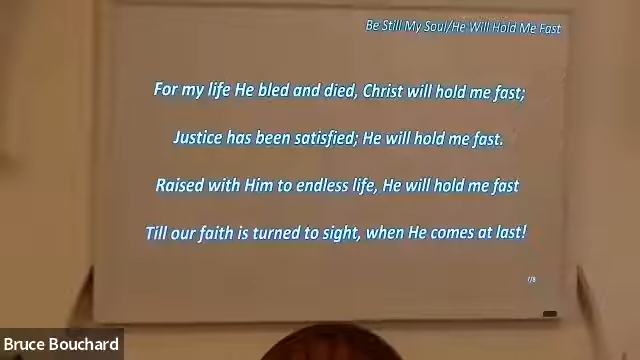 Be Still My Soul/He Will Hold Me Fast
For my life He bled and died, Christ will hold me fast;
Justice has been satisfied; He will hold me fast.
Raised with Him to endless life, He will hold me fast
Till our faith is turned to sight, when He comes at last!
7/8
Bruce Bouchard